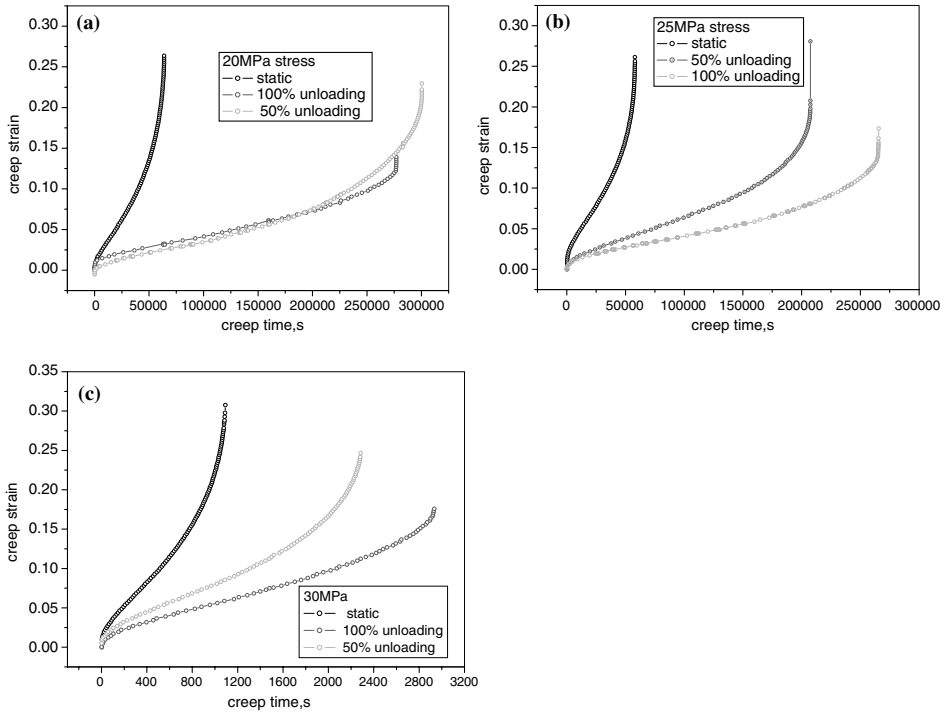 (a)
0.30
0.25
0.20
0.15
0.10
0.05
0.00
creep strain
20MPa stress
static
100% unloading
50% unloading
0 50000 100000 150000 200000 250000 300000
creep time,s
(b)
0.30
0.25
0.20
0.15
0.10
0.05
0.00
creep strain
25MPa stress
static
50% unloading
100% unloading
0 50000 100000 150000 200000 250000 300000
creep time,s
(c)
0.35
0.30
0.25
0.20
0.15
0.10
0.05
0.00
creep strain
30MPa
static
100% unloading
50% unloading
0 400 800 1200 1600 2000 2400 2800 3200
creep time,s